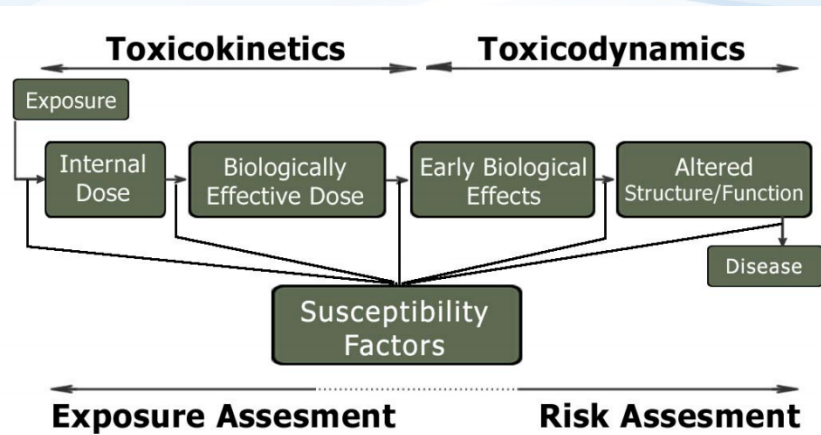 Toxicokinetics
Toxicodynamics
Exposure
Internal
Dose
Biologically
Effective Dose
Early Biological
Effects
Altered
Structure/Function
Disease
Susceptibility
Factors
Exposure Assesment
Risk Assesment